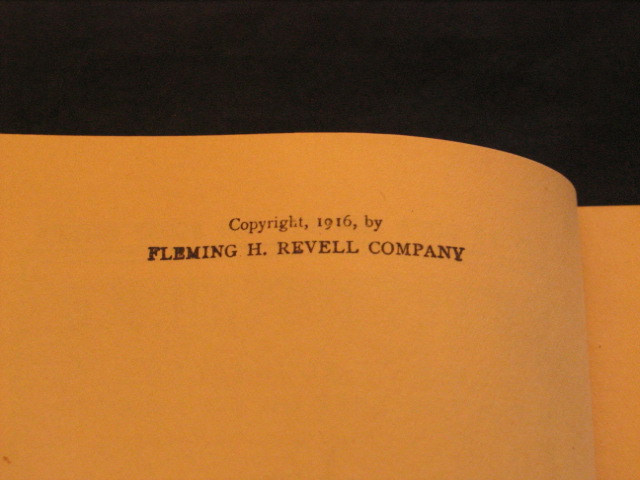 Copyright, 1916, by
FLEMING H. REVELL COMPANY